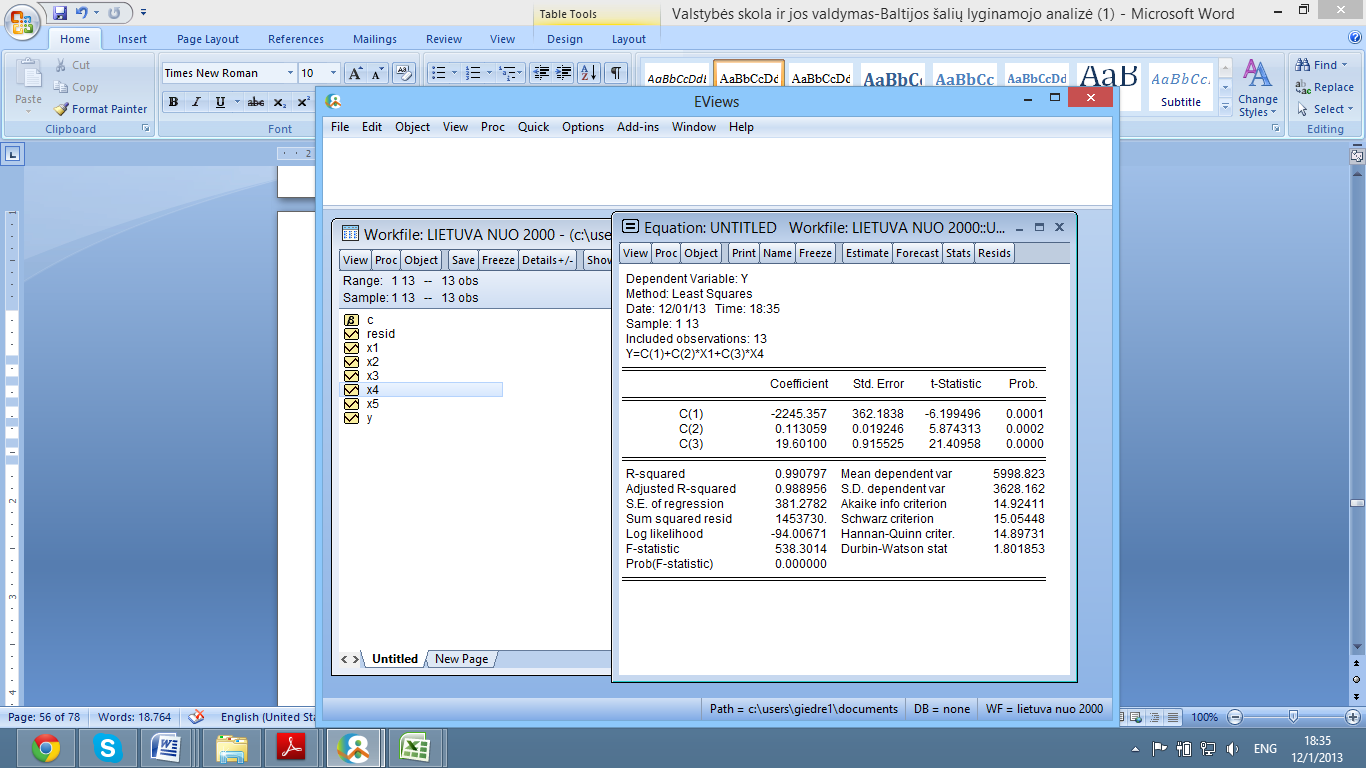 Table Tools
Valstybės skola ir jos valdymas-Baltijos šalių lyginamojo analizė (1) - Microsoft Word
Home Insert Page Layout References Mailings Review View Design Layout
Paste
Cut
Copy
Format Painter
Clipboard
Times New Roman 10
B I U abc x₂ x²
Font
AaBbCcDdI AaBbCcDd AaBbCcDd AaBbC AaBbCc AaBbCcDd AaB AaBbCc.
Subtitle
Change Styles
Find
Replace
Select
Editing
EViews
File Edit Object View Proc Quick Options Add-ins Window Help
Workfile: LIETUVA NUO 2000 - (c:\use
View Proc Object Save Freeze Details+/- Show
Range: 1 13 -- 13 obs
Sample: 1 13 -- 13 obs
c
resid
x1
x2
x3
x4
x5
y
Untitled New Page
Equation: UNTITLED Workfile: LIETUVA NUO 2000::U...
View Proc Object Print Name Freeze Estimate Forecast Stats Resids
Dependent Variable: Y
Method: Least Squares
Date: 12/01/13 Time: 18:35
Sample: 1 13
Included observations: 13
Y=C(1)+C(2)*X1+C(3)*X4
Coefficient Std. Error t-Statistic Prob.
C(1) -2245.357 362.1838 -6.199496 0.0001
C(2) 0.113059 0.019246 5.874313 0.0002
C(3) 19.60100 0.915525 21.40958 0.0000
R-squared 0.990797 Mean dependent var 5998.823
Adjusted R-squared 0.988956 S.D. dependent var 3628.162
S.E. of regression 381.2782 Akaike info criterion 14.92411
Sum squared resid 1453730. Schwarz criterion 15.05448
Log likelihood -94.00671 Hannan-Quinn criter. 14.89731
F-statistic 538.3014 Durbin-Watson stat 1.801853
Prob(F-statistic) 0.000000
Path = c:\users\giedre1\documents DB = none WF = lietuva nuo 2000
Page: 56 of 78 Words: 18.764 English (United Sta 100%
ENG
18:35
12/1/2013